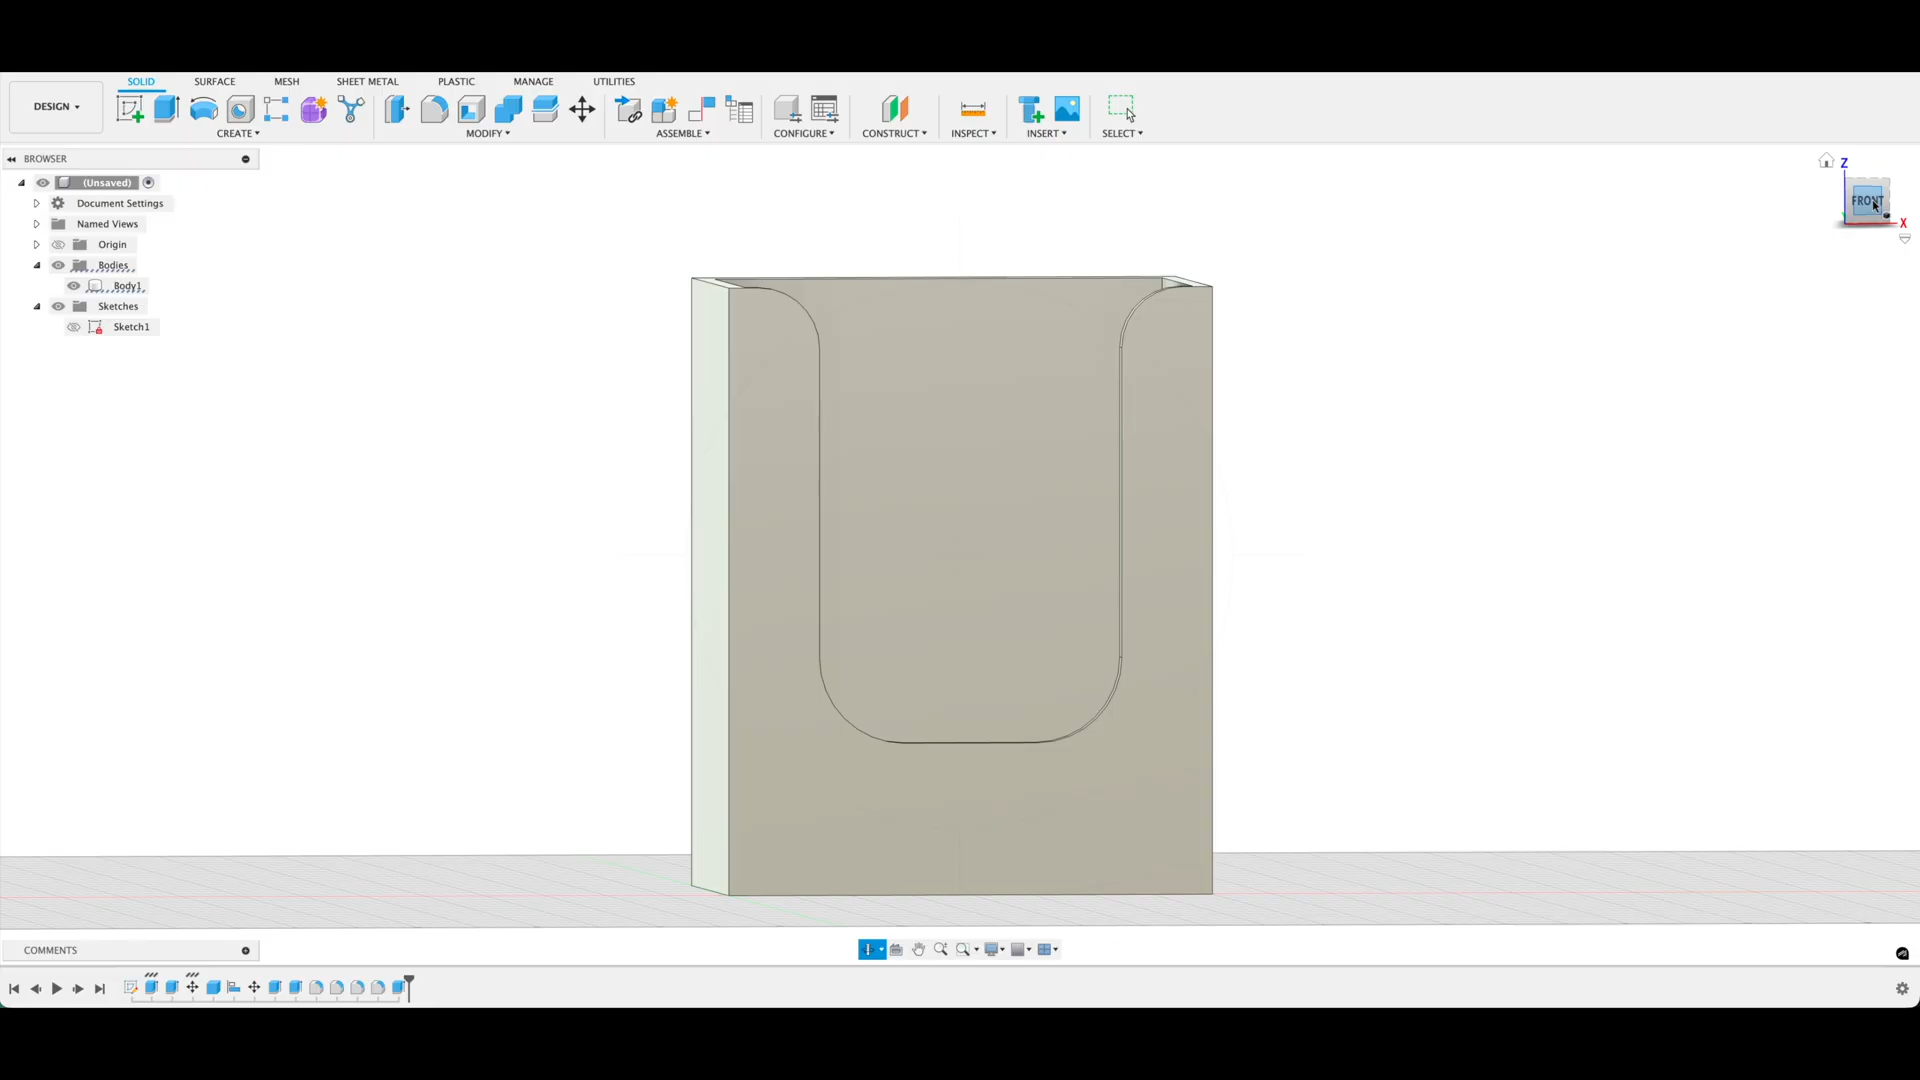 SOLID SURFACE MESH SHEET METAL PLASTIC MANAGE UTILITIES
DESIGN
CREATE MODIFY ASSEMBLE CONFIGURE CONSTRUCT INSPECT INSERT SELECT
BROWSER
(Unsaved)
Document Settings
Named Views
Origin
Bodies
Body1
Sketches
Sketch1
Z
FRONT
X
COMMENTS